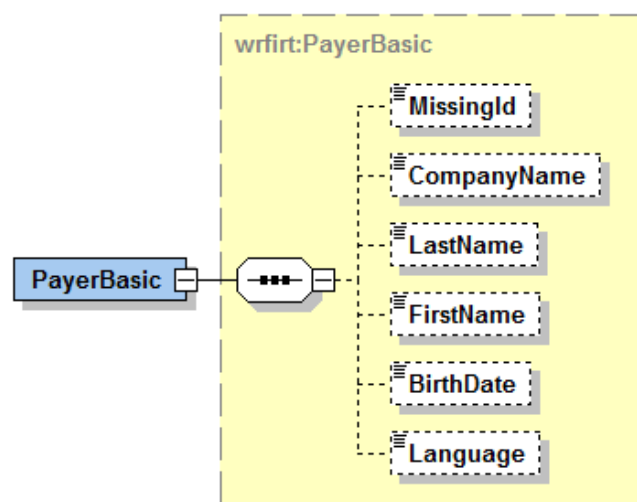 wrfirt:PayerBasic
MissingId
CompanyName
LastName
PayerBasic
FirstName
BirthDate
Language